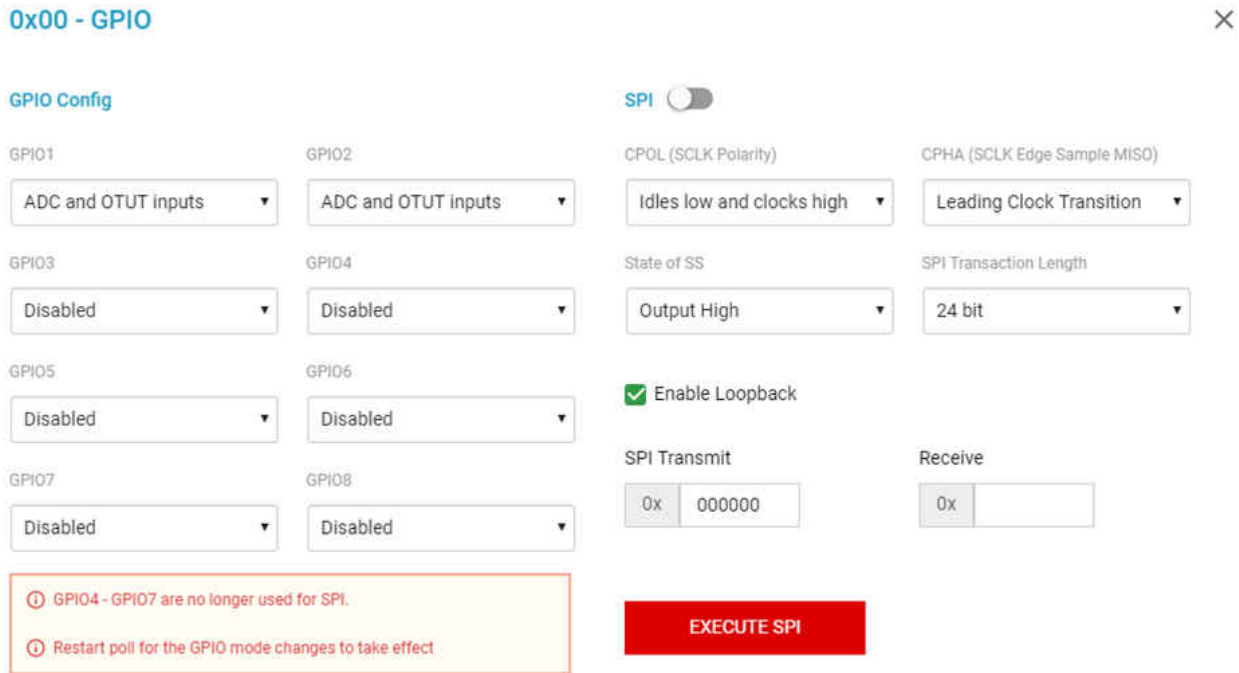 0x00 - GPIO
GPIO Config
GPIO1
GPIO2
ADC and OTUT inputs
ADC and OTUT inputs
GPIO3
GPIO4
Disabled
Disabled
GPIO5
GPIO6
Disabled
Disabled
GPIO7
GPIO8
Disabled
Disabled
GPIO4 - GPIO7 are no longer used for SPI.
Restart poll for the GPIO mode changes to take effect
SPI
CPOL (SCLK Polarity)
CPHA (SCLK Edge Sample MISO)
Idles low and clocks high
Leading Clock Transition
State of SS
SPI Transaction Length
Output High
24 bit
Enable Loopback
SPI Transmit
Receive
0x 000000
0x
EXECUTE SPI